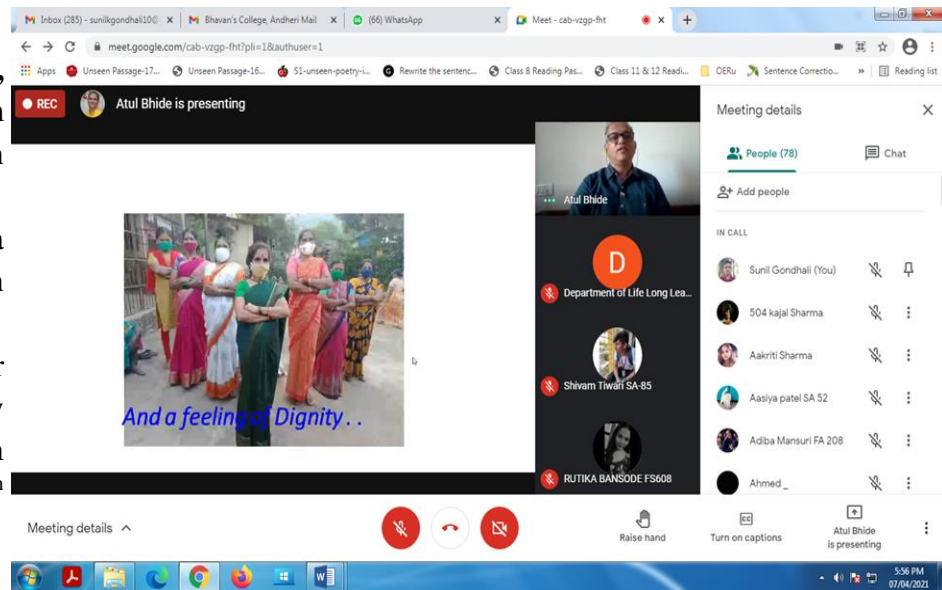 Inbox (285) - sunilkgondhali10@
Bhavan's College, Andheri Mail
(66) WhatsApp
Meet - cab-vzgp-fht
meet.google.com/cab-vzgp-fht?pli=1&authuser=1
Apps
Unseen Passage-17...
Unseen Passage-16...
S1-unseen-poetry-i...
Rewrite the sentenc...
Class 8 Reading Pas...
Class 11 & 12 Readi...
OERu
Sentence Correctio...
»
Reading list
REC
Atul Bhide is presenting
And a feeling of Dignity . .
Atul Bhide
D
Department of Life Long Lea...
Shivam Tiwari SA-85
RUTIKA BANSODE FS608
Meeting details
People (78)
Chat
Add people
IN CALL
Sunil Gondhali (You)
504 kajal Sharma
Aakriti Sharma
Aasiya patel SA 52
Adiba Mansuri FA 208
Ahmed _
Meeting details
Raise hand
Turn on captions
Atul Bhide
is presenting
5:56 PM
07/04/2021